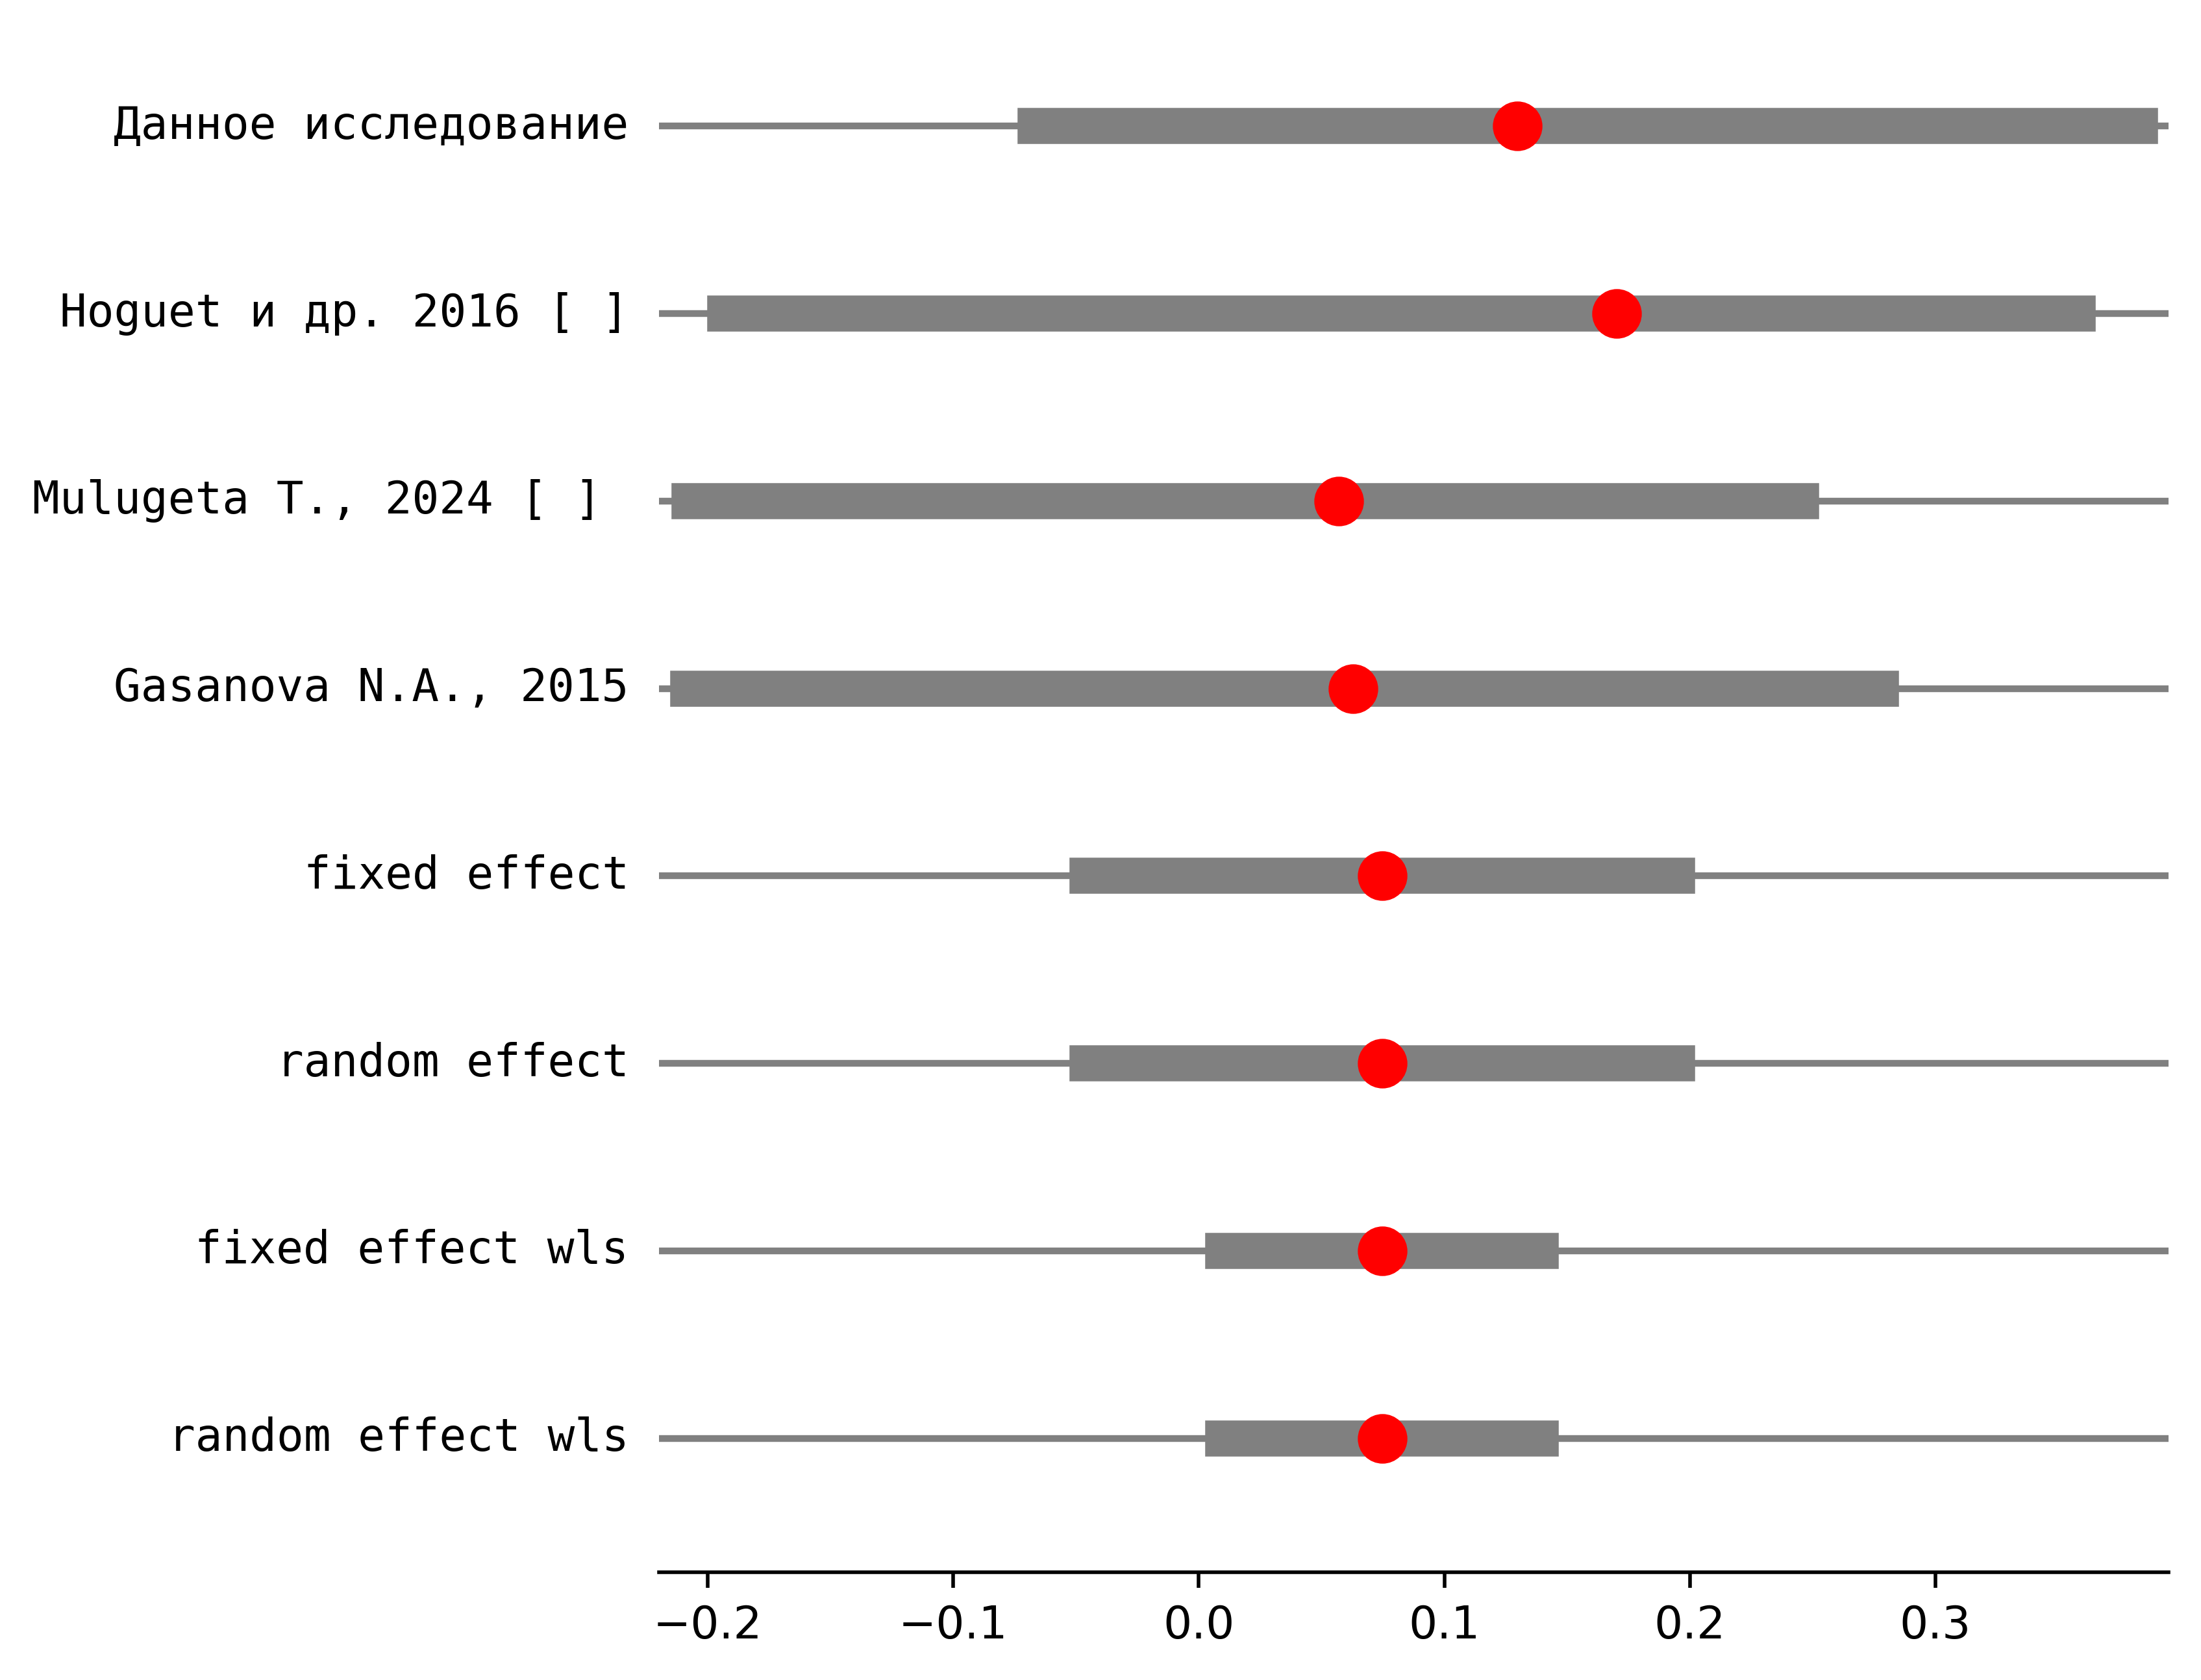 Данное исследование
Hoguet и др. 2016 [ ]
Mulugeta T., 2024 [ ]
Gasanova N.A., 2015
fixed effect
random effect
fixed effect wls
random effect wls
−0.2 −0.1 0.0 0.1 0.2 0.3